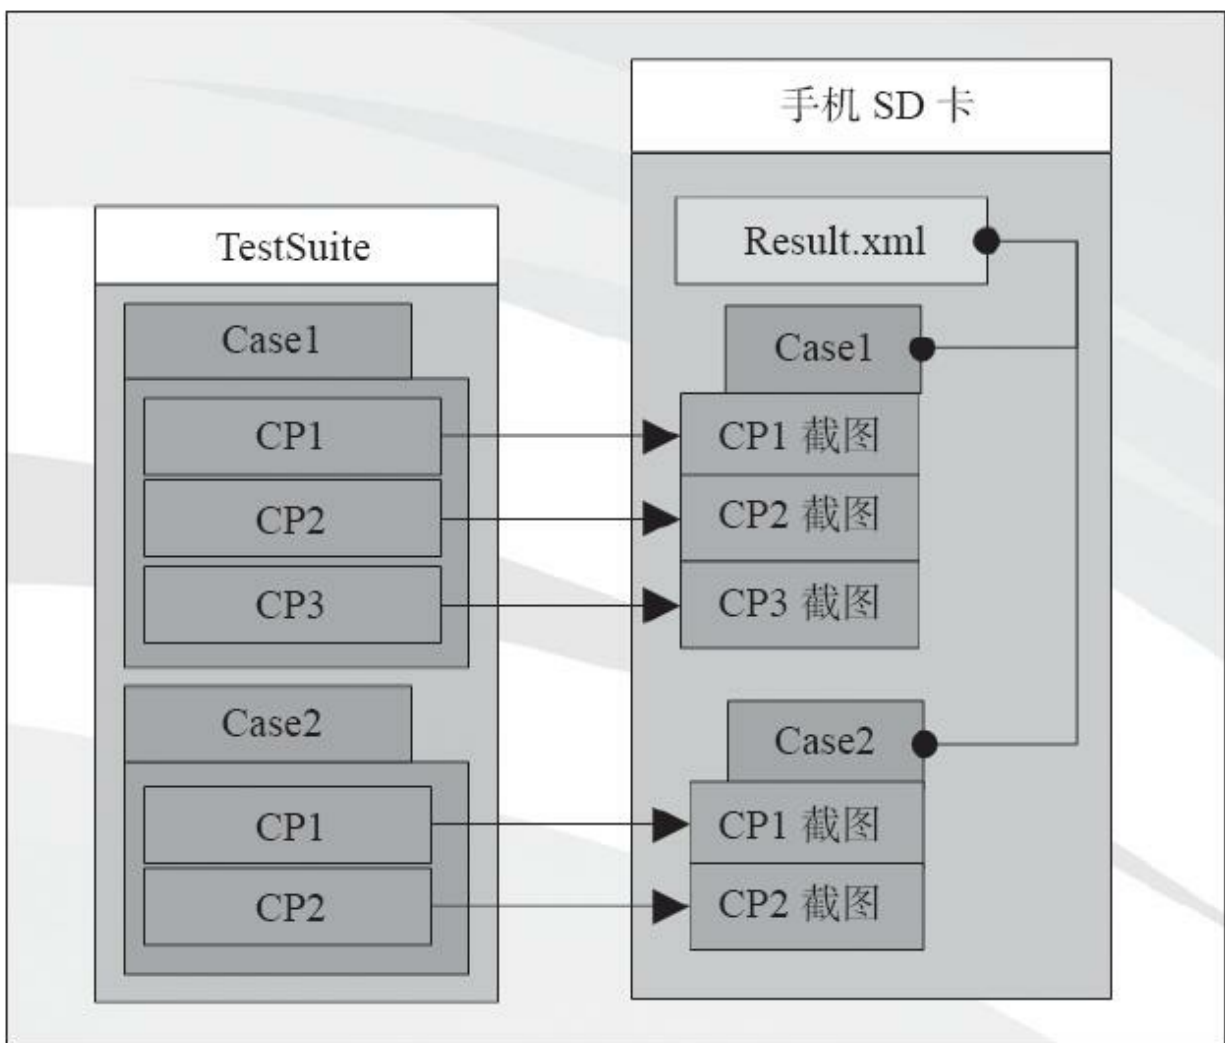 TestSuite
Case1
CP1
CP2
CP3
Case2
CP1
CP2
手机 SD 卡
Result.xml
Case1
CP1 截图
CP2 截图
CP3 截图
Case2
CP1 截图
CP2 截图